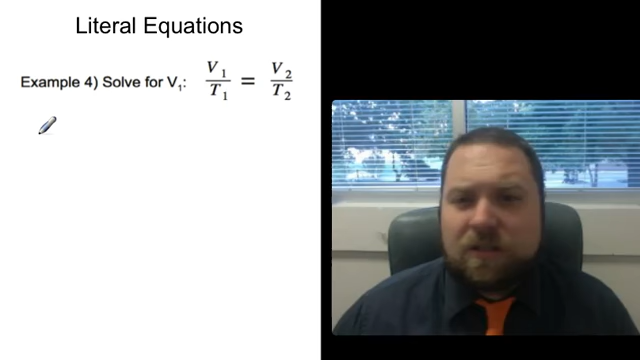 Literal Equations
Example 4) Solve for V₁: V₁/T₁ = V₂/T₂